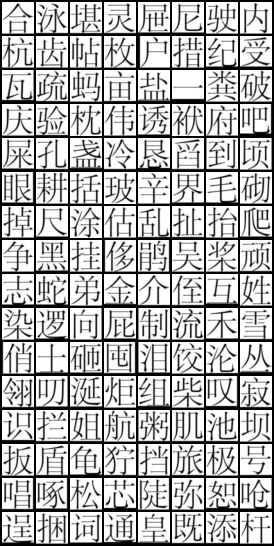 合泳堪灵屉尼驶内
杭齿帖枚户措纪受
瓦疏蚂亩盐一粪破
庆验枕伟诱袱府吧
屎孔盏冷恳舀到顷
眼耕括玻辛界毛砌
掉尺涂估乱扯抬爬
争黑挂侈鹃吴桨顽
志蛇弟金介侄互姓
染逻向屁制流禾雪
俏土砸囤泪饺沦丛
翎叨涎炬组柴叹寂
识拦姐航粥肌池坝
扳盾龟狞挡旅极号
唱啄松芯陡弥恕呛
逞捆词通皇既添杆